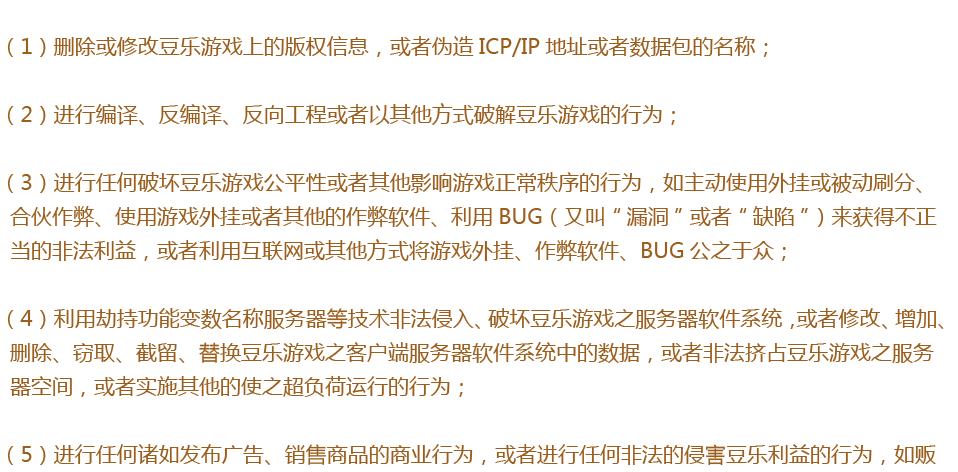 （1）删除或修改豆乐游戏上的版权信息，或者伪造 ICP/IP 地址或者数据包的名称；
（2）进行编译、反编译、反向工程或者以其他方式破解豆乐游戏的行为；
（3）进行任何破坏豆乐游戏公平性或者其他影响游戏正常秩序的行为，如主动使用外挂或被动刷分、
合伙作弊、使用游戏外挂或者其他的作弊软件、利用 BUG（又叫＂漏洞＂或者＂缺陷＂）来获得不正
当的非法利益，或者利用互联网或其他方式将游戏外挂、作弊软件、BUG 公之于众；
（4）利用劫持功能变数名称服务器等技术非法侵入、破坏豆乐游戏之服务器软件系统，或者修改、增加、
删除、窃取、截留、替换豆乐游戏之客户端服务器软件系统中的数据，或者非法挤占豆乐游戏之服务
器空间，或者实施其他的使之超负荷运行的行为；
（5）进行任何诸如发布广告、销售商品的商业行为，或者进行任何非法的侵害豆乐利益的行为，如贩